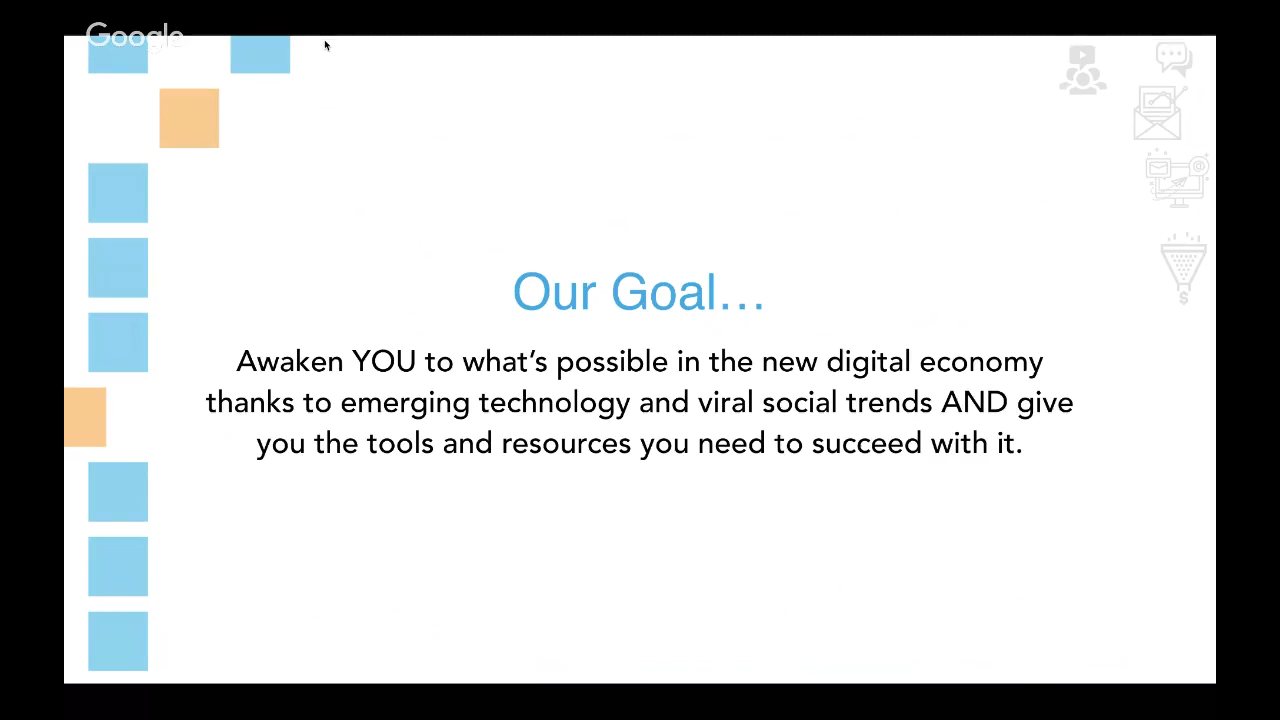 Google
Our Goal…
Awaken YOU to what’s possible in the new digital economy
thanks to emerging technology and viral social trends AND give
you the tools and resources you need to succeed with it.